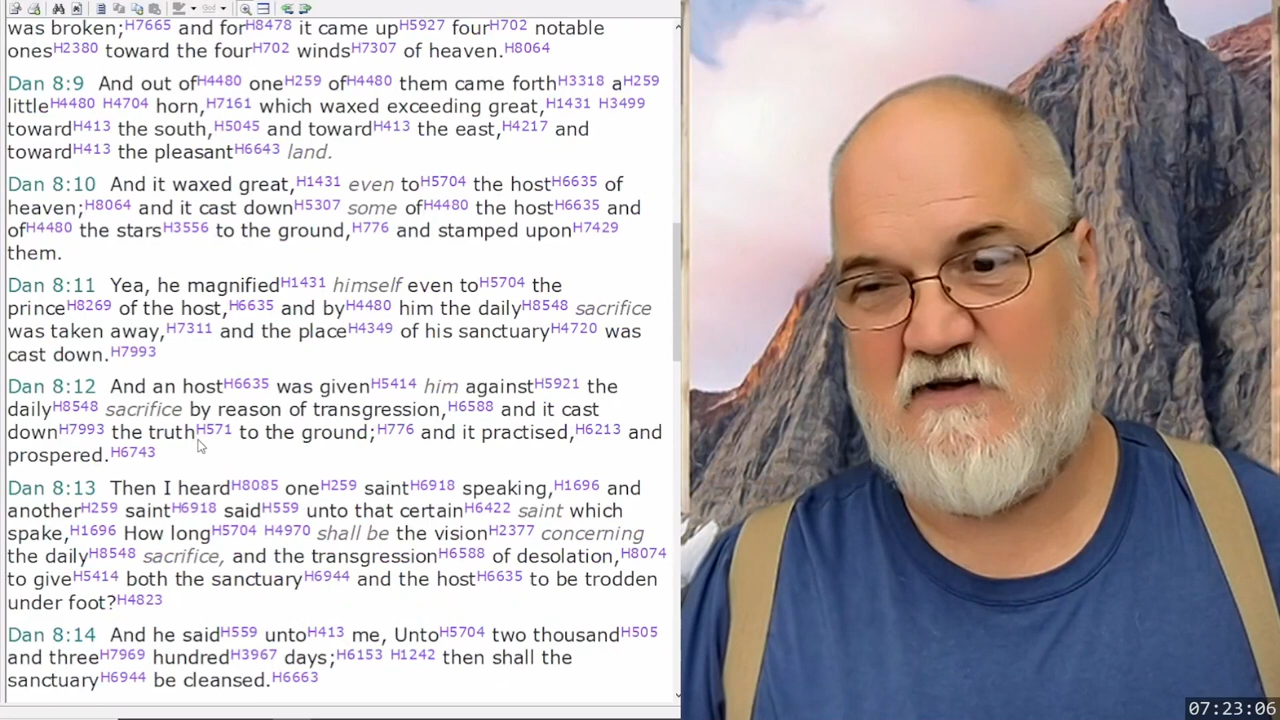 was broken;H7665 and forH8478 it came upH5927 fourH702 notable
onesH2380 toward the fourH702 windsH7307 of heaven.H8064
Dan 8:9 And out ofH4480 oneH259 ofH4480 them came forthH3318 aH259
littleH4480 H4704 horn,H7161 which waxed exceeding great,H1431 H3499
towardH413 the south,H5045 and towardH413 the east,H4217 and
towardH413 the pleasantH6643 land.
Dan 8:10 And it waxed great,H1431 even toH5704 the hostH6635 of
heaven;H8064 and it cast downH5307 some ofH4480 the hostH6635 and
ofH4480 the starsH3556 to the ground,H776 and stamped uponH7429
them.
Dan 8:11 Yea, he magnifiedH1431 himself even toH5704 the
princeH8269 of the host,H6635 and byH4480 him the dailyH8548 sacrifice
was taken away,H7311 and the placeH4349 of his sanctuaryH4720 was
cast down.H7993
Dan 8:12 And an hostH6635 was givenH5414 him againstH5921 the
dailyH8548 sacrifice by reason of transgression,H6588 and it cast
downH7993 the truthH571 to the ground;H776 and it practised,H6213 and
prospered.H6743
Dan 8:13 Then I heardH8085 oneH259 saintH6918 speaking,H1696 and
anotherH259 saintH6918 saidH559 unto that certainH6422 saint which
spake,H1696 How longH5704 H4970 shall be the visionH2377 concerning
the dailyH8548 sacrifice, and the transgressionH6588 of desolation,H8074
to giveH5414 both the sanctuaryH6944 and the hostH6635 to be trodden
under foot?H4823
Dan 8:14 And he saidH559 untoH413 me, UntoH5704 two thousandH505
and threeH7969 hundredH3967 days;H6153 H1242 then shall the
sanctuaryH6944 be cleansed.H6663
07:23:06